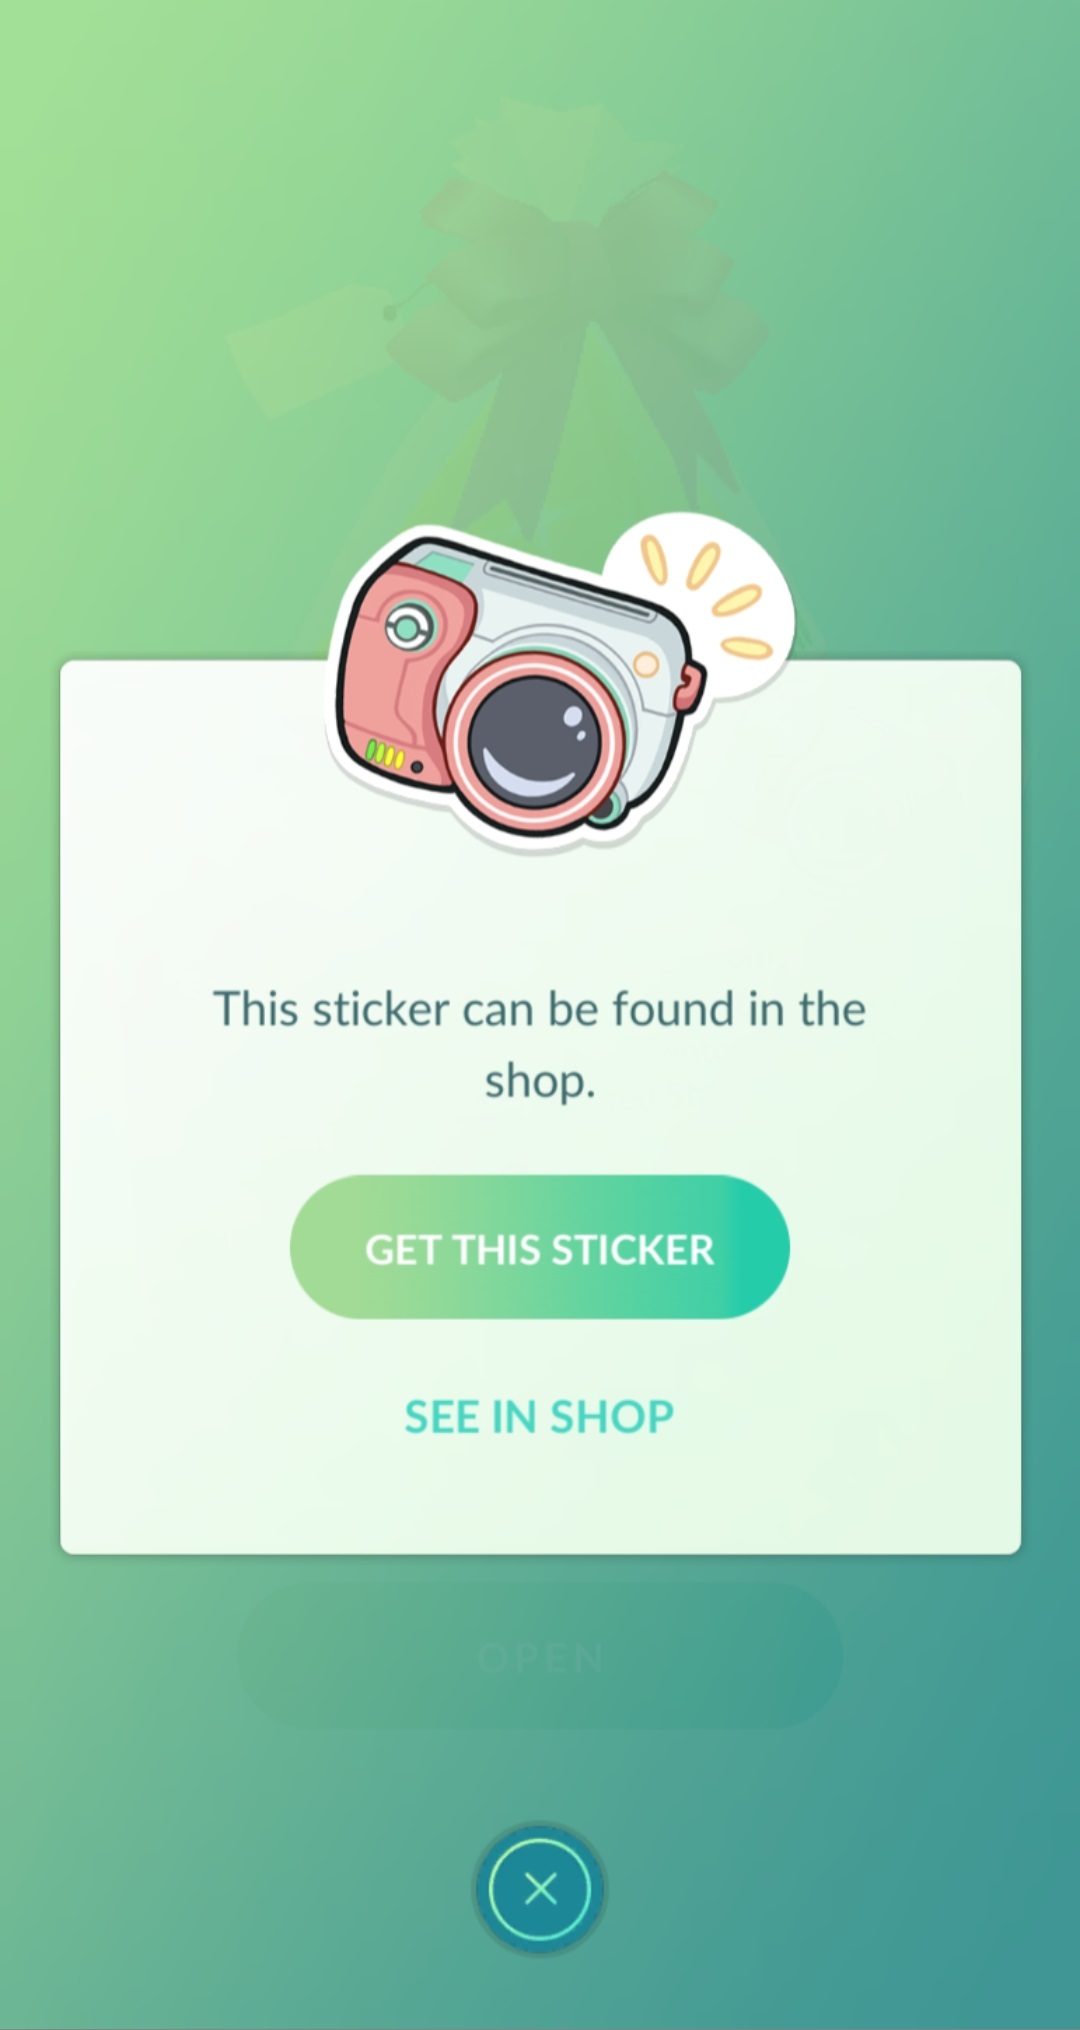 This sticker can be found in the
shop.
GET THIS STICKER
SEE IN SHOP
OPEN